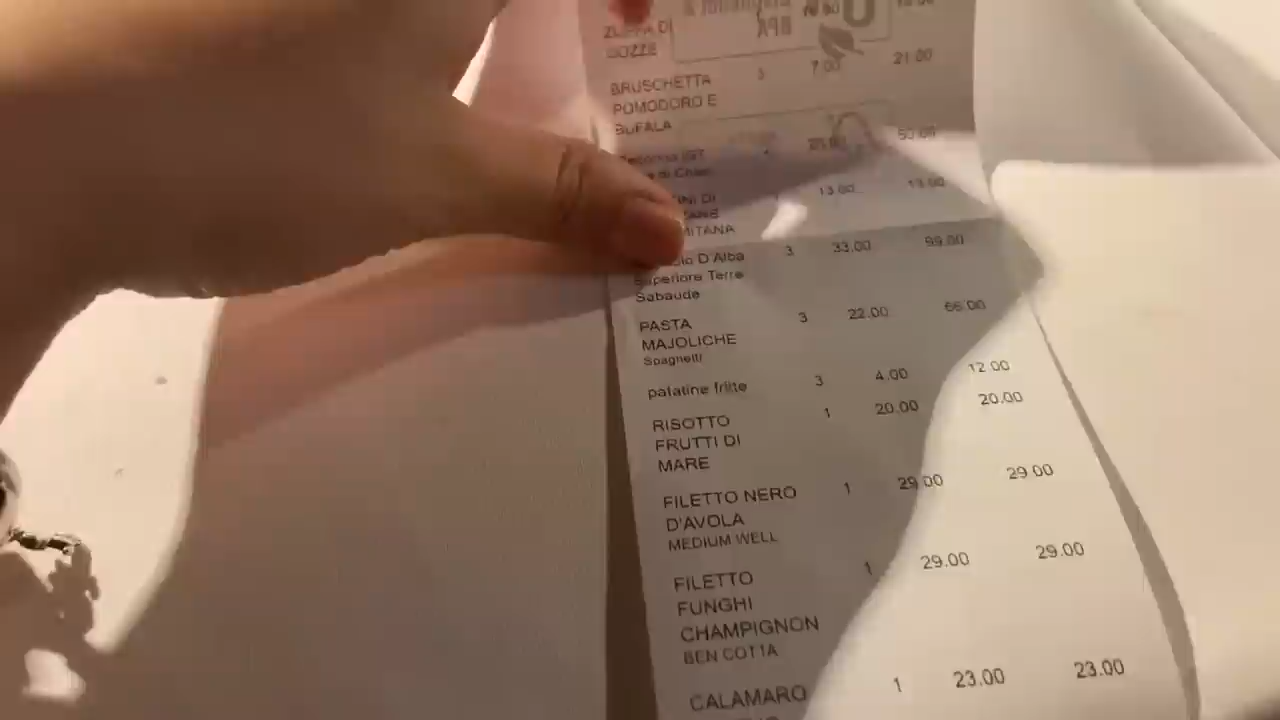 ZUPPA DI
COZZE
BRUSCHETTA 3 7.00 21.00
POMODORO E
BUFALA
di
13.00 13.00
D'Alba 3 33.00 99.00
Superiore Terre
Sabaude
PASTA 3 22.00 66.00
MAJOLICHE
Spaghetti
patatine fritte 3 4.00 12.00
RISOTTO 1 20.00 20.00
FRUTTI DI
MARE
FILETTO NERO 1 29.00 29.00
D'AVOLA
MEDIUM WELL
FILETTO 1 29.00 29.00
FUNGHI
CHAMPIGNON
BEN COTTA
CALAMARO 1 23.00 23.00